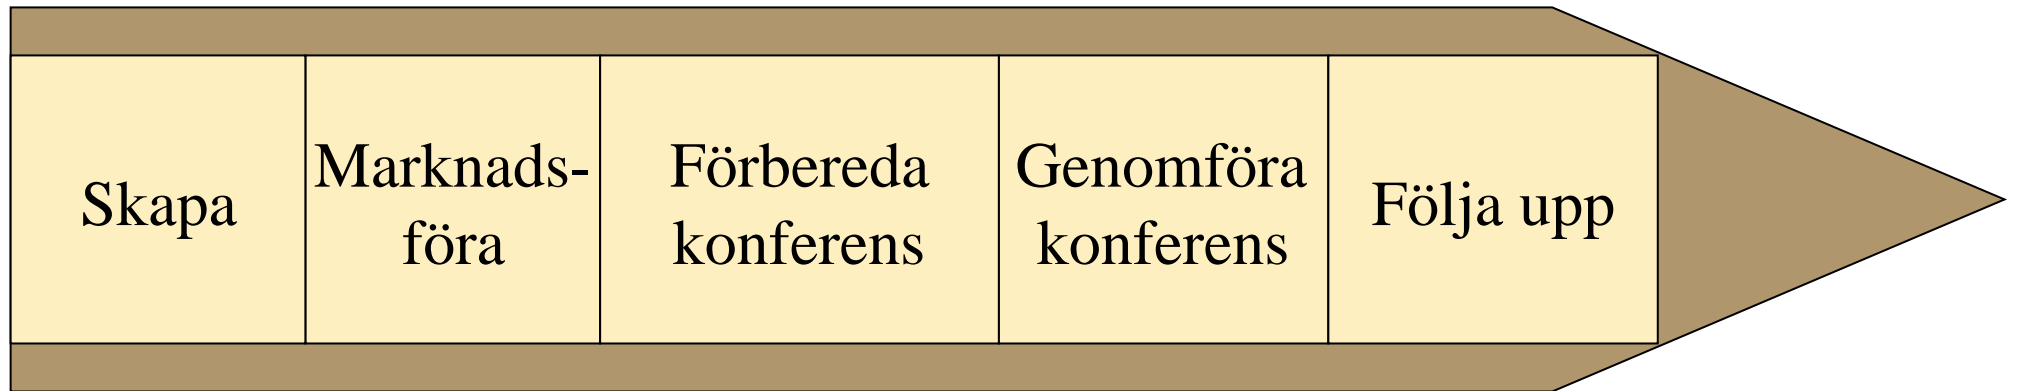 Skapa
Marknads-
föra
Förbereda
konferens
Genomföra
konferens
Följa upp